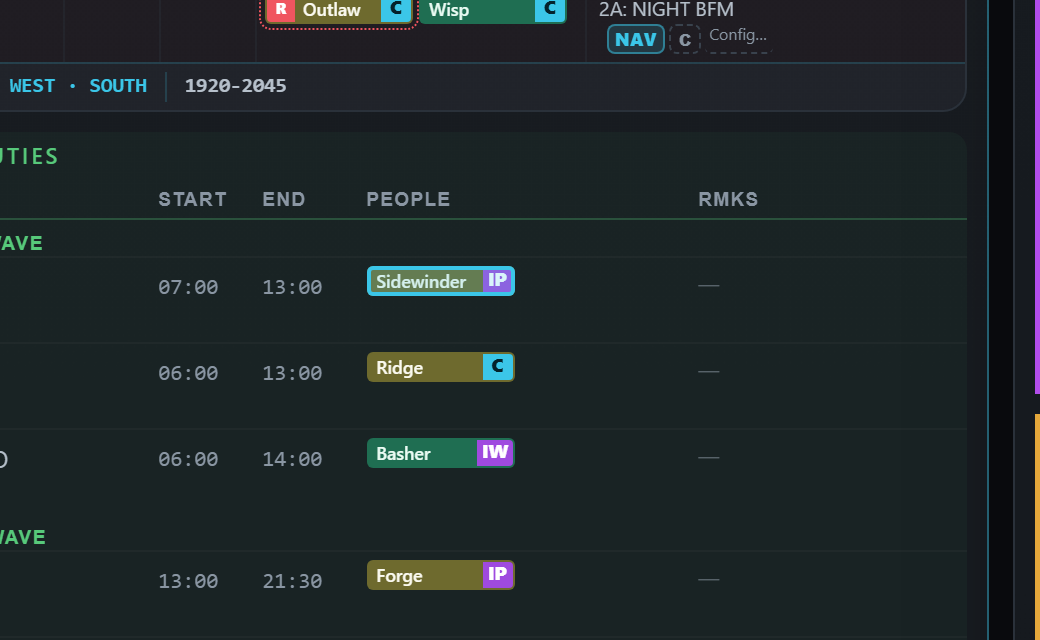 R Outlaw C Wisp C 2A: NIGHT BFM
NAV C Config...
WEST · SOUTH 1920-2045
UTIES
START END PEOPLE RMKS
WAVE
07:00 13:00 Sidewinder IP —
06:00 13:00 Ridge C —
06:00 14:00 Basher IW —
WAVE
13:00 21:30 Forge IP —